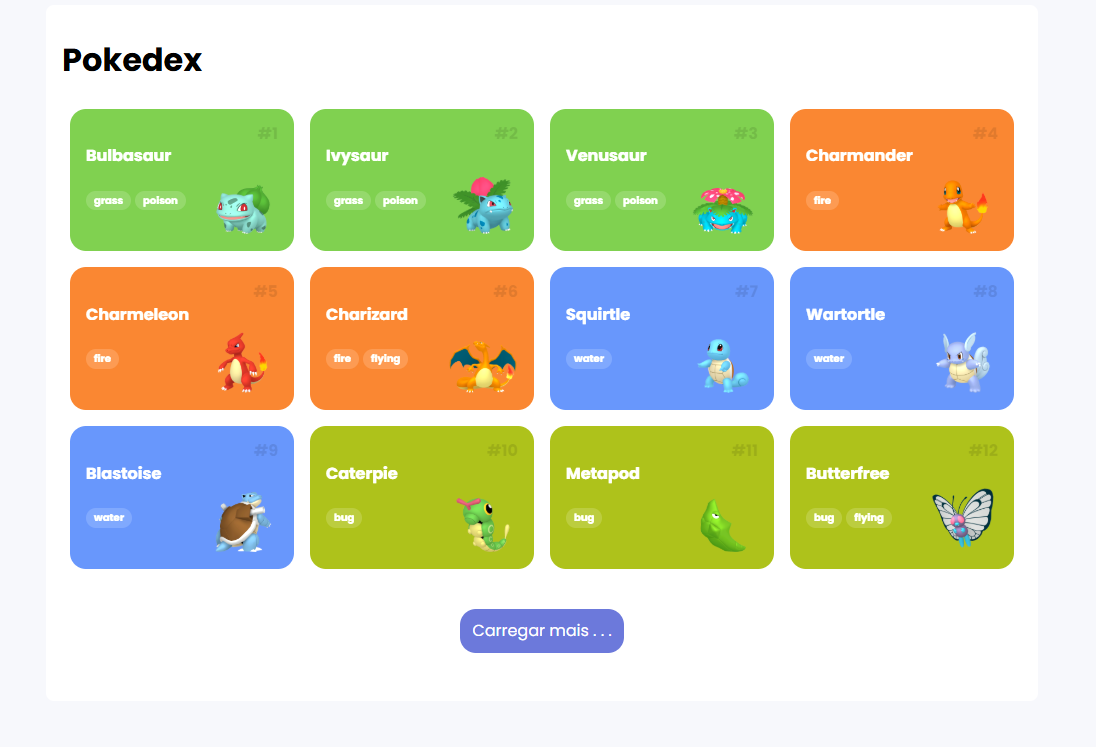 Pokedex
#1
Bulbasaur
grass poison
#2
Ivysaur
grass poison
#3
Venusaur
grass poison
#4
Charmander
fire
#5
Charmeleon
fire
#6
Charizard
fire flying
#7
Squirtle
water
#8
Wartortle
water
#9
Blastoise
water
#10
Caterpie
bug
#11
Metapod
bug
#12
Butterfree
bug flying
Carregar mais . . .